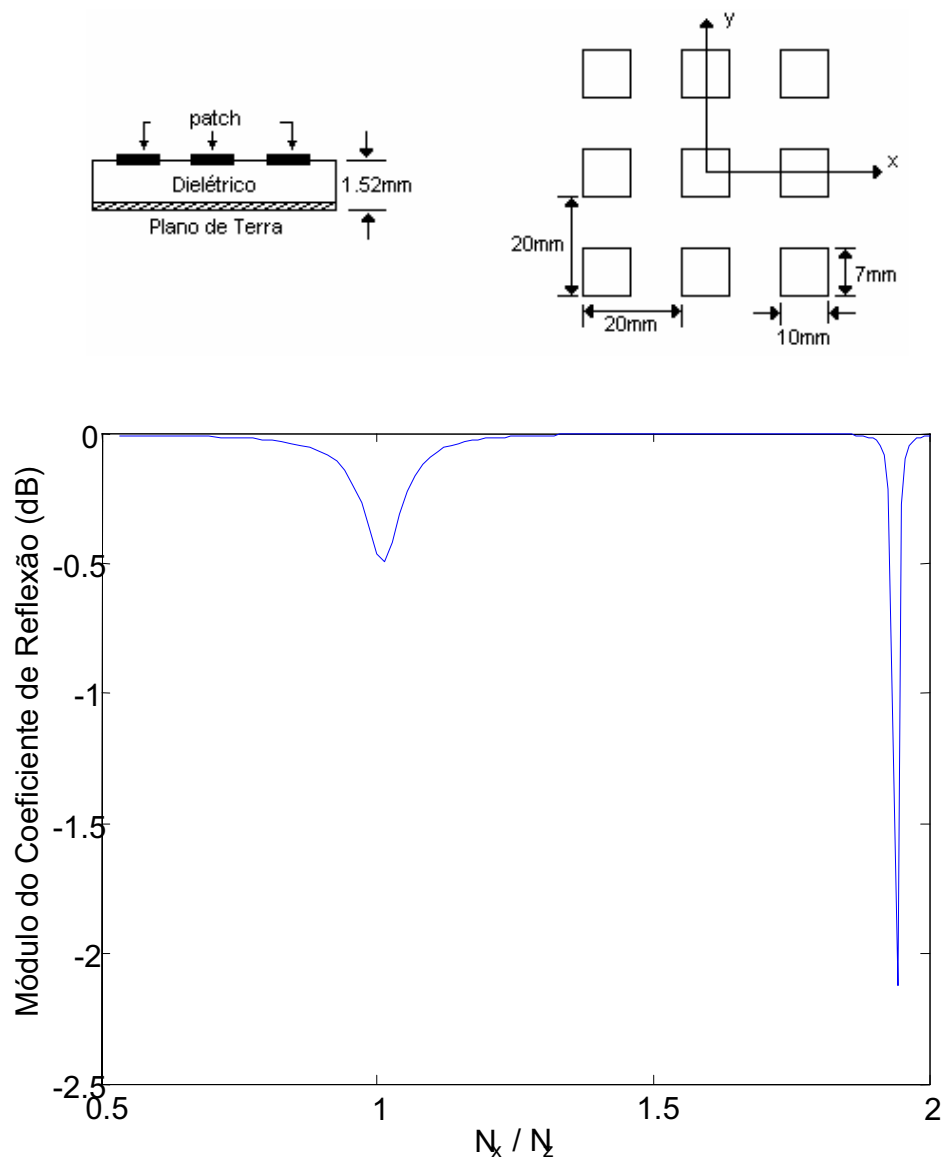 patch
Dielétrico
1.52mm
Plano de Terra
y
x
20mm
7mm
20mm
10mm
Módulo do Coeficiente de Reflexão (dB)
0
-0.5
-1
-1.5
-2
-2.5
0.5
1
1.5
2
Nx / Nz